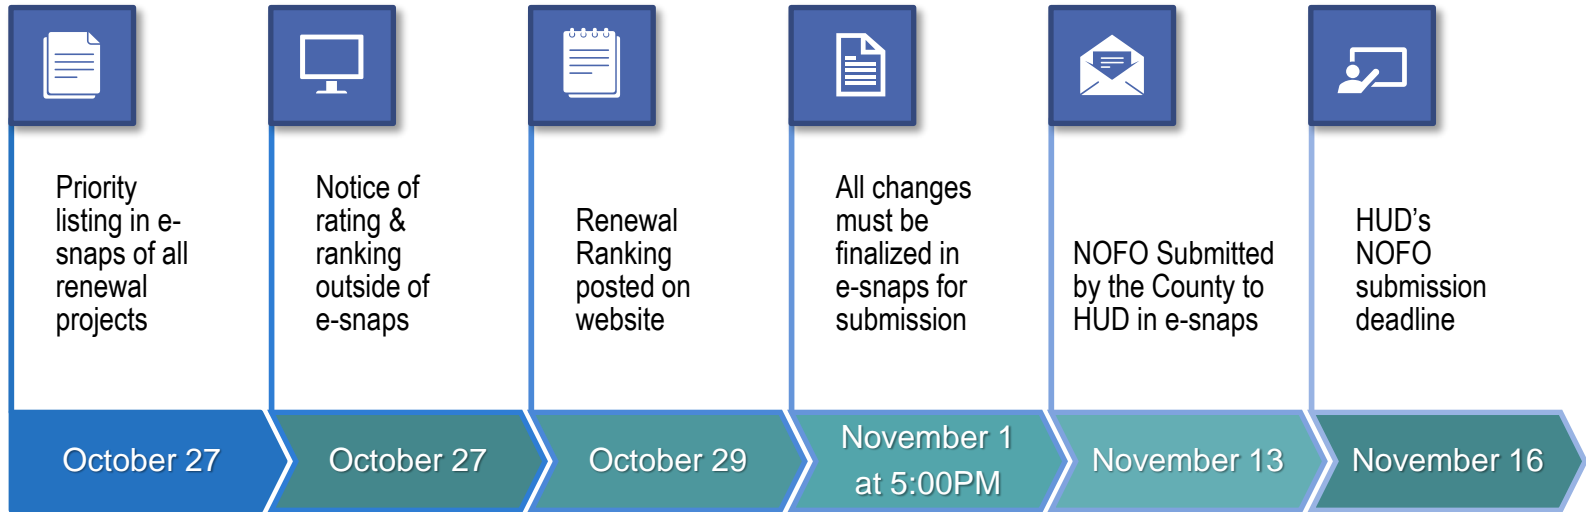 Priority
listing in e-
snaps of all
renewal
projects
Notice of
rating &
ranking
outside of
e-snaps
Renewal
Ranking
posted on
website
All changes
must be
finalized in
e-snaps for
submission
NOFO Submitted
by the County to
HUD in e-snaps
HUD’s
NOFO
submission
deadline
October 27
October 27
October 29
November 1
at 5:00PM
November 13
November 16